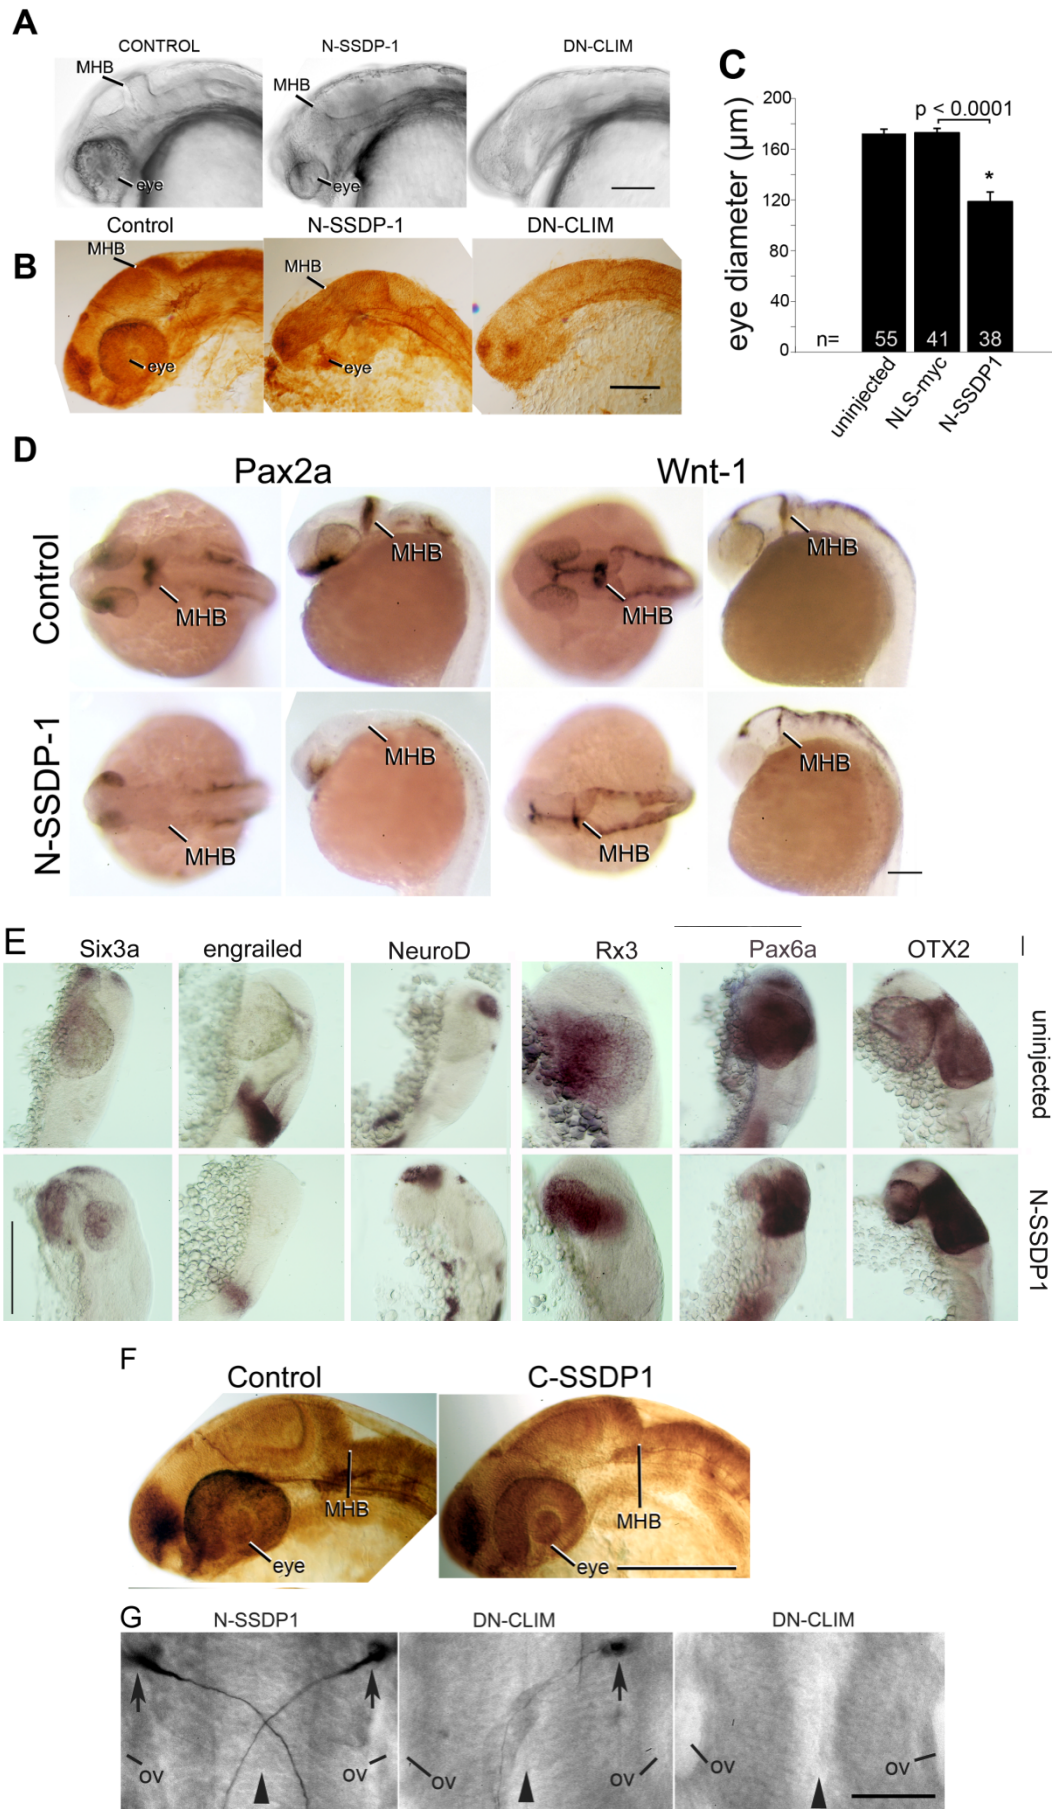 A
CONTROL
N-SSDP-1
DN-CLIM
MHB
MHB
eye
eye
B
Control
N-SSDP-1
DN-CLIM
MHB
MHB
eye
eye
C
eye diameter (µm)
200
160
120
80
40
0
p < 0.0001
*
n=
55
41
38
uninjected
NLS-myc
N-SSDP1
D
Pax2a
Wnt-1
Control
MHB
MHB
MHB
MHB
N-SSDP-1
MHB
MHB
MHB
MHB
E
Six3a
engrailed
NeuroD
Rx3
Pax6a
OTX2
uninjected
N-SSDP1
F
Control
C-SSDP1
MHB
MHB
eye
eye
G
N-SSDP1
DN-CLIM
DN-CLIM
ov
ov
ov
ov
ov
ov